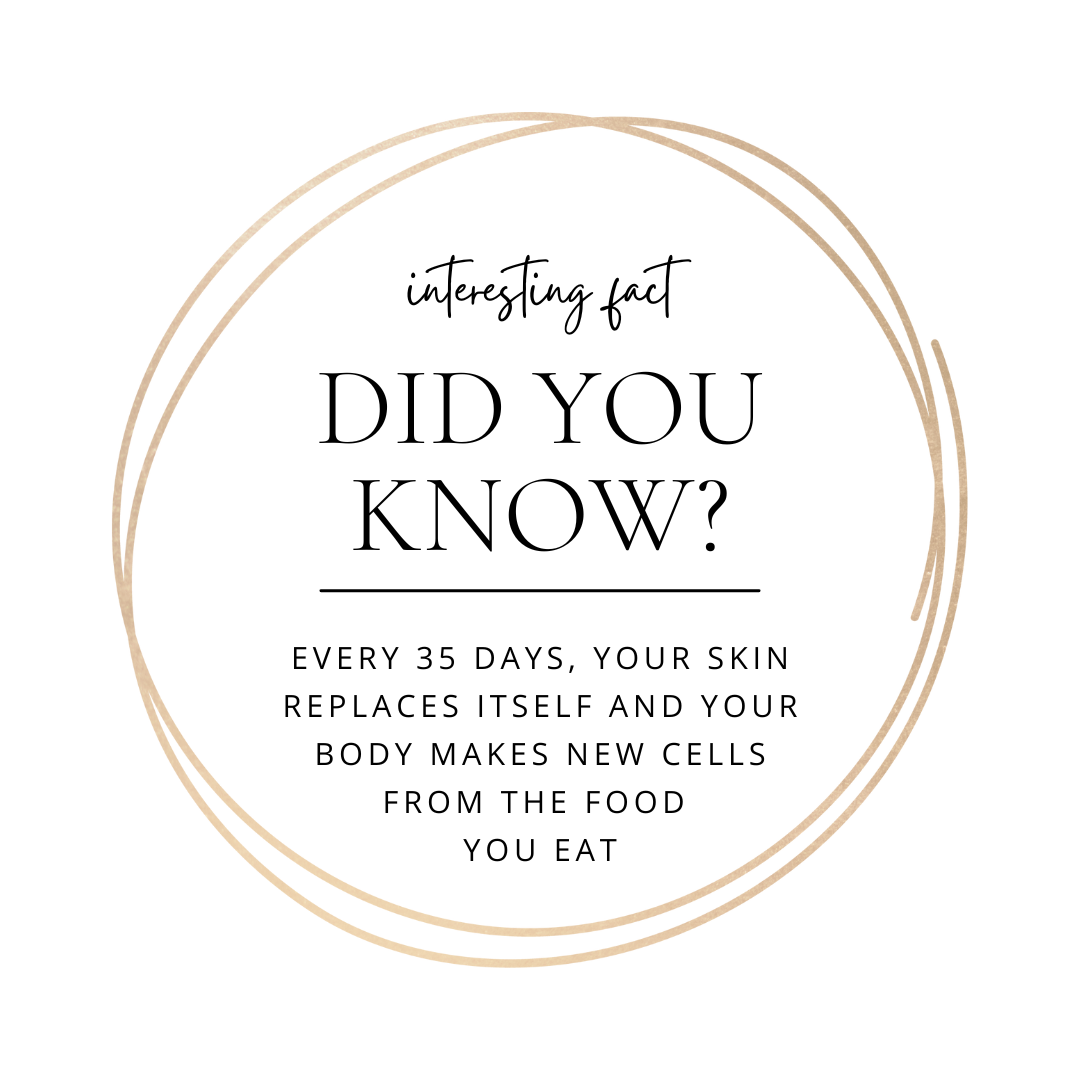 interesting fact
DID YOU
KNOW?
EVERY 35 DAYS, YOUR SKIN
REPLACES ITSELF AND YOUR
BODY MAKES NEW CELLS
FROM THE FOOD
YOU EAT